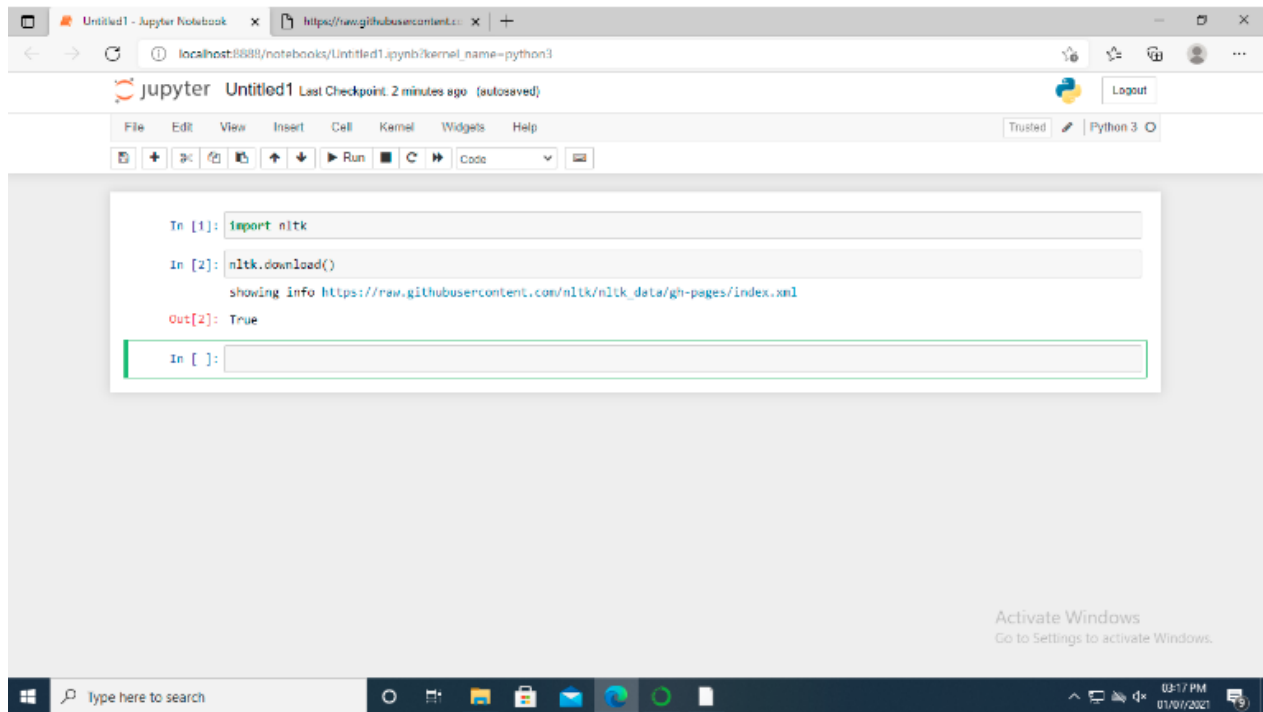 Untitled1 - Jupyter Notebook
https://raw.githubusercontent.c
localhost:8888/notebooks/Untitled1.ipynb?kernel_name=python3
jupyter Untitled1 Last Checkpoint: 2 minutes ago (autosaved)
Logout
File Edit View Insert Cell Kernel Widgets Help
Trusted Python 3
Run Code
In [1]: import nltk
In [2]: nltk.download()
showing info https://raw.githubusercontent.com/nltk/nltk_data/gh-pages/index.xml
Out[2]: True
In [ ]:
Activate Windows
Go to Settings to activate Windows.
Type here to search
03:17 PM
01/07/2021
9